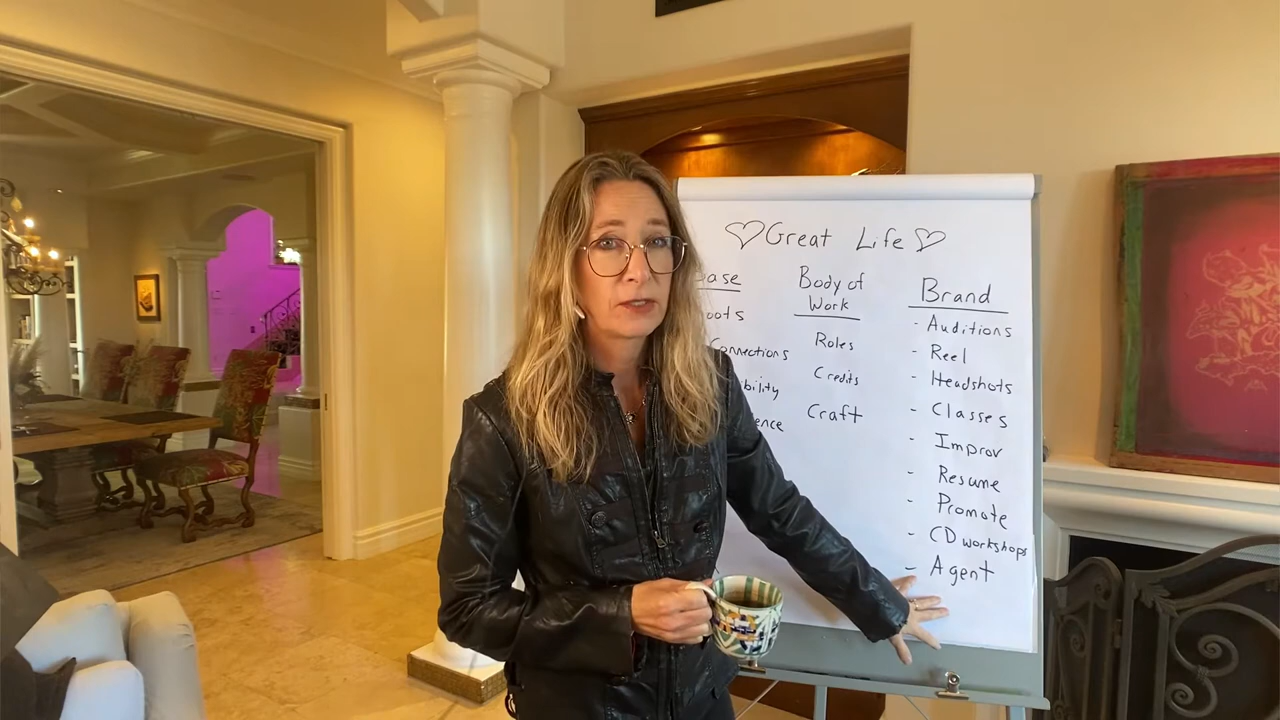 Great Life
Body of
Work
Roles
Credits
Craft
Connections
Brand
- Auditions
- Reel
- Headshots
- Classes
- Improv
- Resume
- Promote
- CD workshops
- Agent